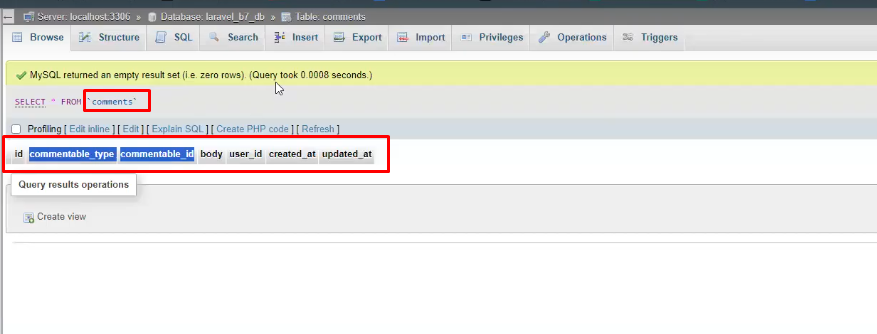 Server: localhost:3306 » Database: laravel_b7_db » Table: comments
Browse Structure SQL Search Insert Export Import Privileges Operations Triggers
MySQL returned an empty result set (i.e. zero rows). (Query took 0.0008 seconds.)
SELECT * FROM `comments`
Profiling [ Edit inline ] [ Edit ] [ Explain SQL ] [ Create PHP code ] [ Refresh ]
id commentable_type commentable_id body user_id created_at updated_at
Query results operations
Create view